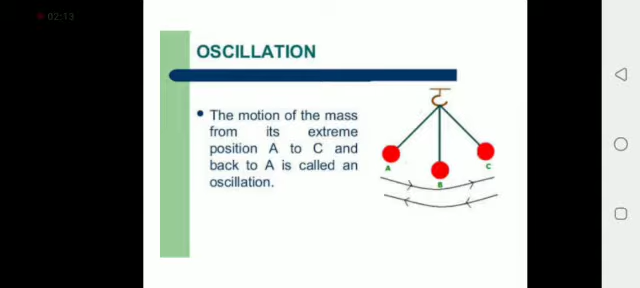 02:13
OSCILLATION
• The motion of the mass
from its extreme
position A to C and
back to A is called an
oscillation.
A
B
C